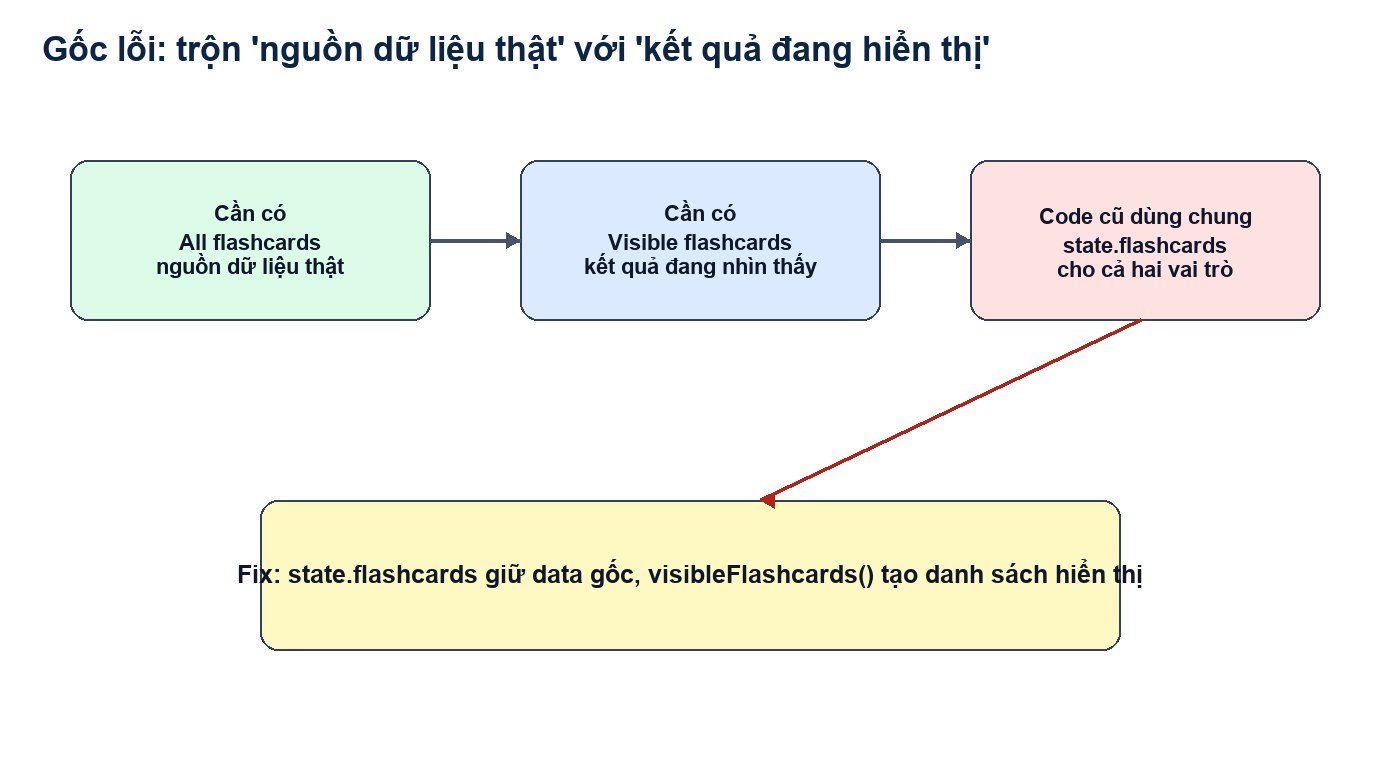 Gốc lỗi: trộn 'nguồn dữ liệu thật' với 'kết quả đang hiển thị'
Cần có
All flashcards
nguồn dữ liệu thật
Cần có
Visible flashcards
kết quả đang nhìn thấy
Code cũ dùng chung
state.flashcards
cho cả hai vai trò
Fix: state.flashcards giữ data gốc, visibleFlashcards() tạo danh sách hiển thị